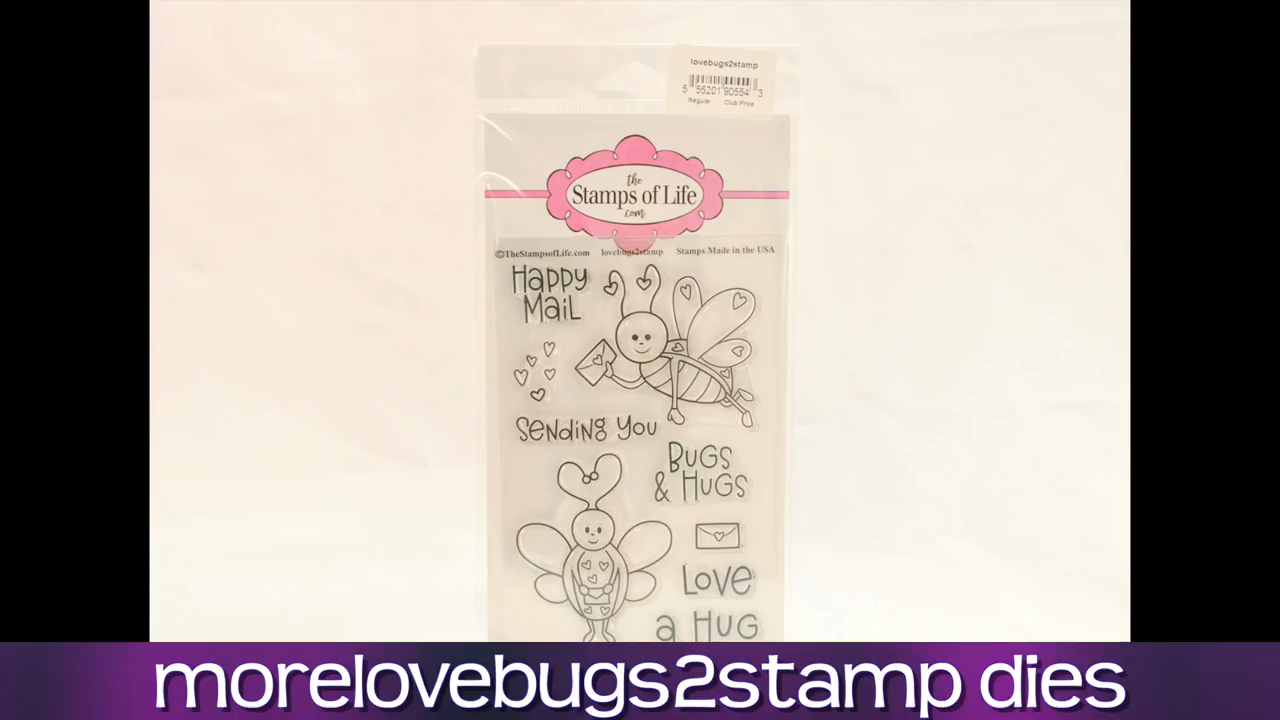 lovebugs2stamp
5 55201 90554 3
Regular Club Price
the
Stamps of Life
.com
©TheStampsofLife.com lovebugs2stamp Stamps Made in the USA
Happy
Mail
Sending You
Bugs
& Hugs
Love
a Hug
morelovebugs2stamp dies